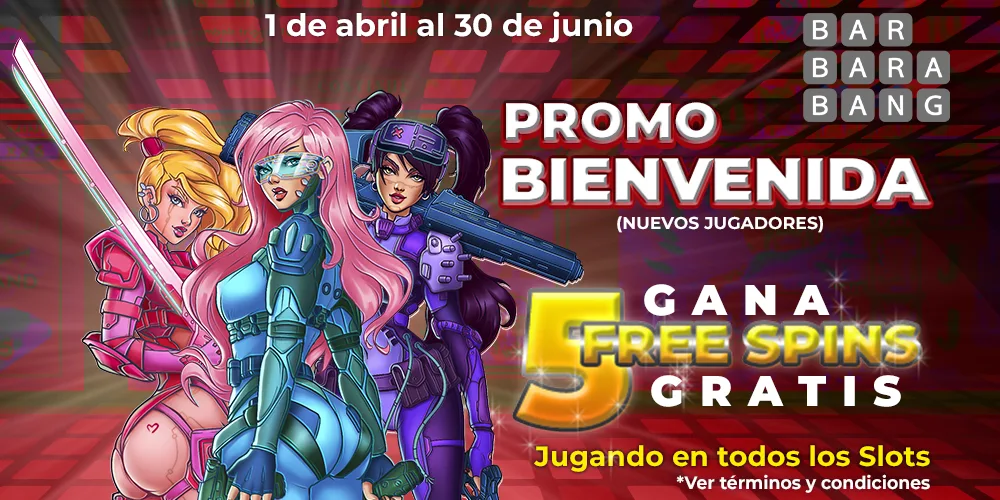 1 de abril al 30 de junio
BAR
BARA
BANG
PROMO
BIENVENIDA
(NUEVOS JUGADORES)
GANA
5 FREE SPINS
GRATIS
Jugando en todos los Slots
*Ver términos y condiciones